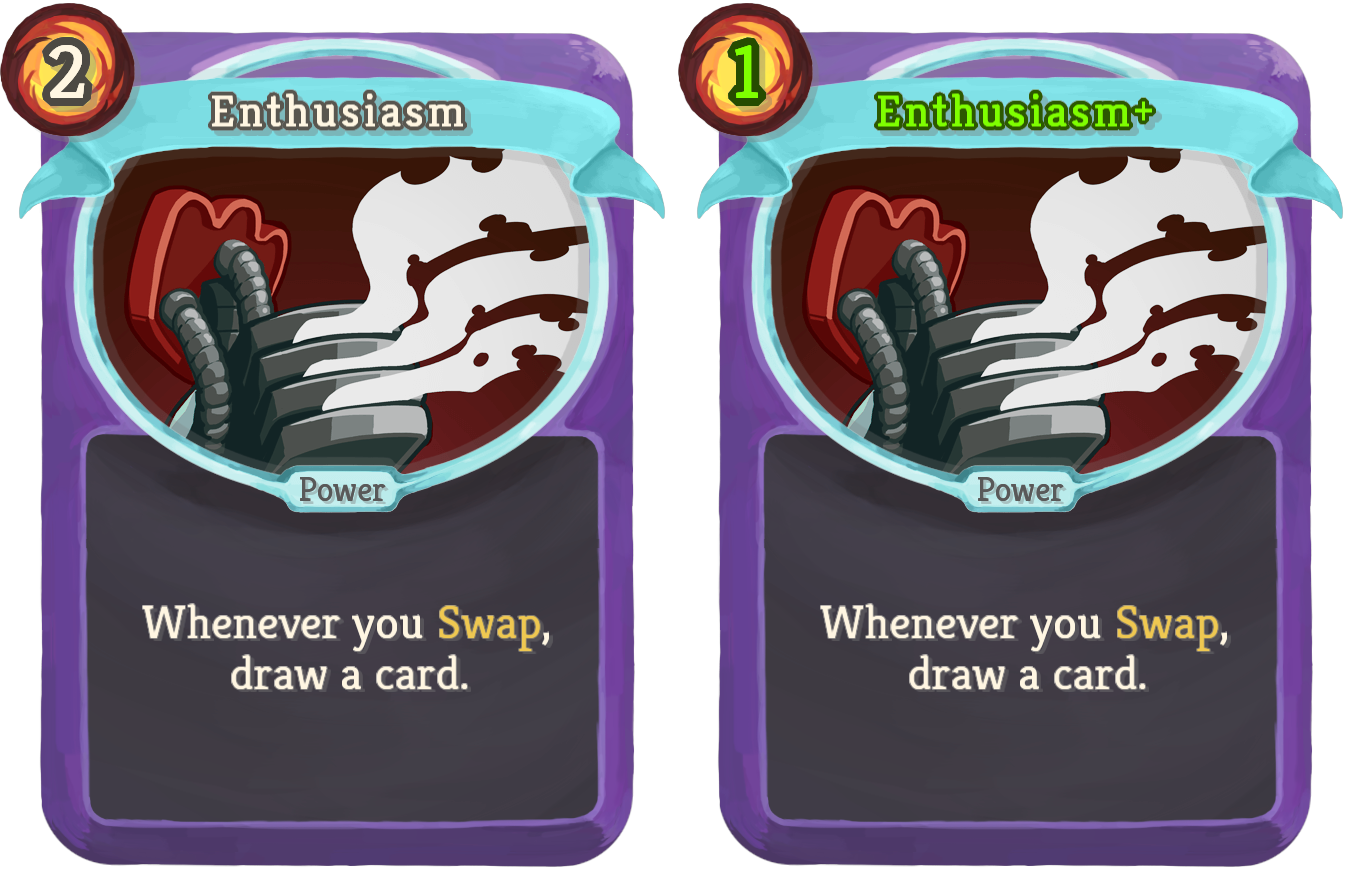 2
Enthusiasm
Power
Whenever you Swap,
draw a card.
1
Enthusiasm+
Power
Whenever you Swap,
draw a card.